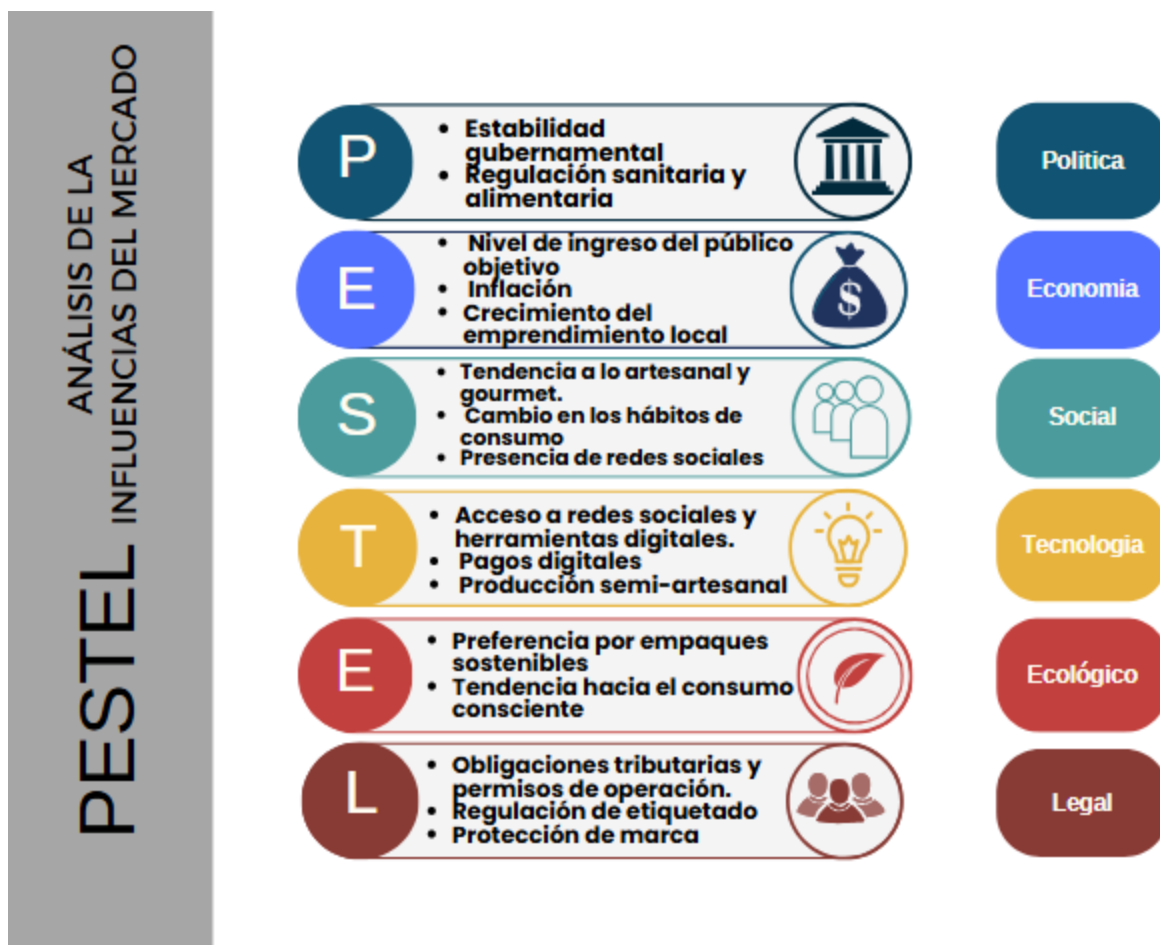 PESTEL
ANÁLISIS DE LA
INFLUENCIAS DEL MERCADO
P
• Estabilidad
gubernamental
• Regulación sanitaria y
alimentaria
Politica
E
• Nivel de ingreso del público
objetivo
• Inflación
• Crecimiento del
emprendimiento local
$
Economia
S
• Tendencia a lo artesanal y
gourmet.
• Cambio en los hábitos de
consumo
• Presencia de redes sociales
Social
T
• Acceso a redes sociales y
herramientas digitales.
• Pagos digitales
• Producción semi-artesanal
Tecnologia
E
• Preferencia por empaques
sostenibles
• Tendencia hacia el consumo
consciente
Ecológico
L
• Obligaciones tributarias y
permisos de operación.
• Regulación de etiquetado
• Protección de marca
Legal